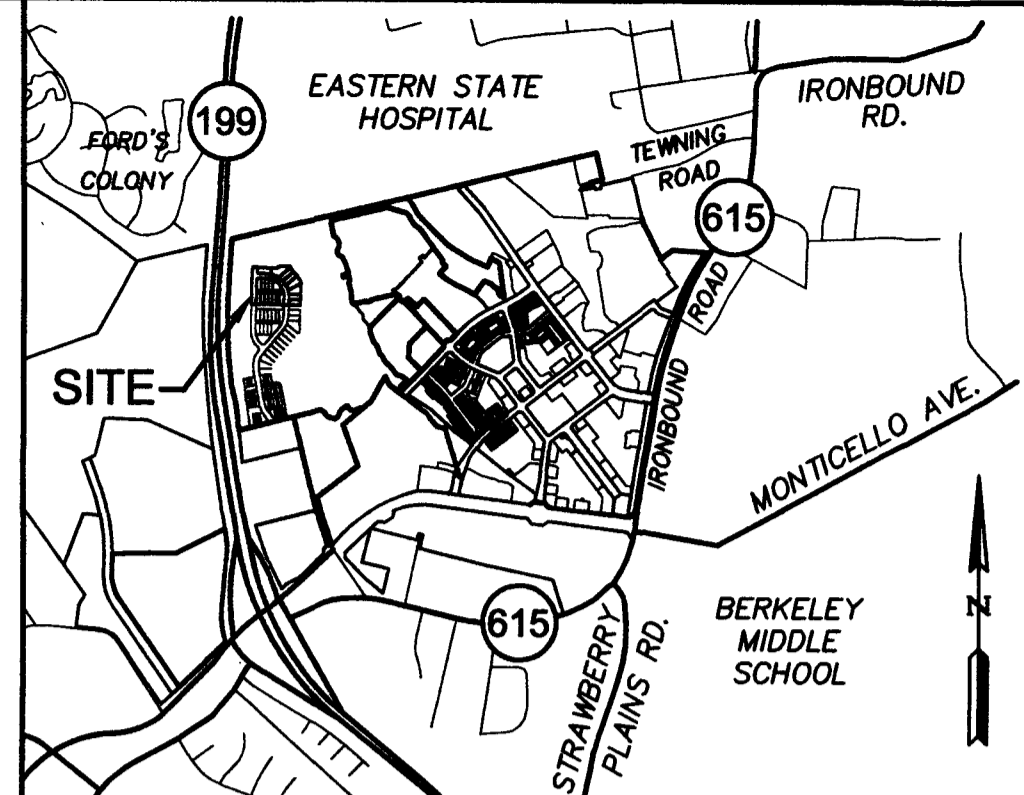 EASTERN STATE
HOSPITAL
IRONBOUND
RD.
199
FORD'S
COLONY
TEWNING
ROAD
615
ROAD
SITE
IRONBOUND
MONTICELLO AVE.
N
615
BERKELEY
MIDDLE
SCHOOL
STRAWBERRY
PLAINS RD.